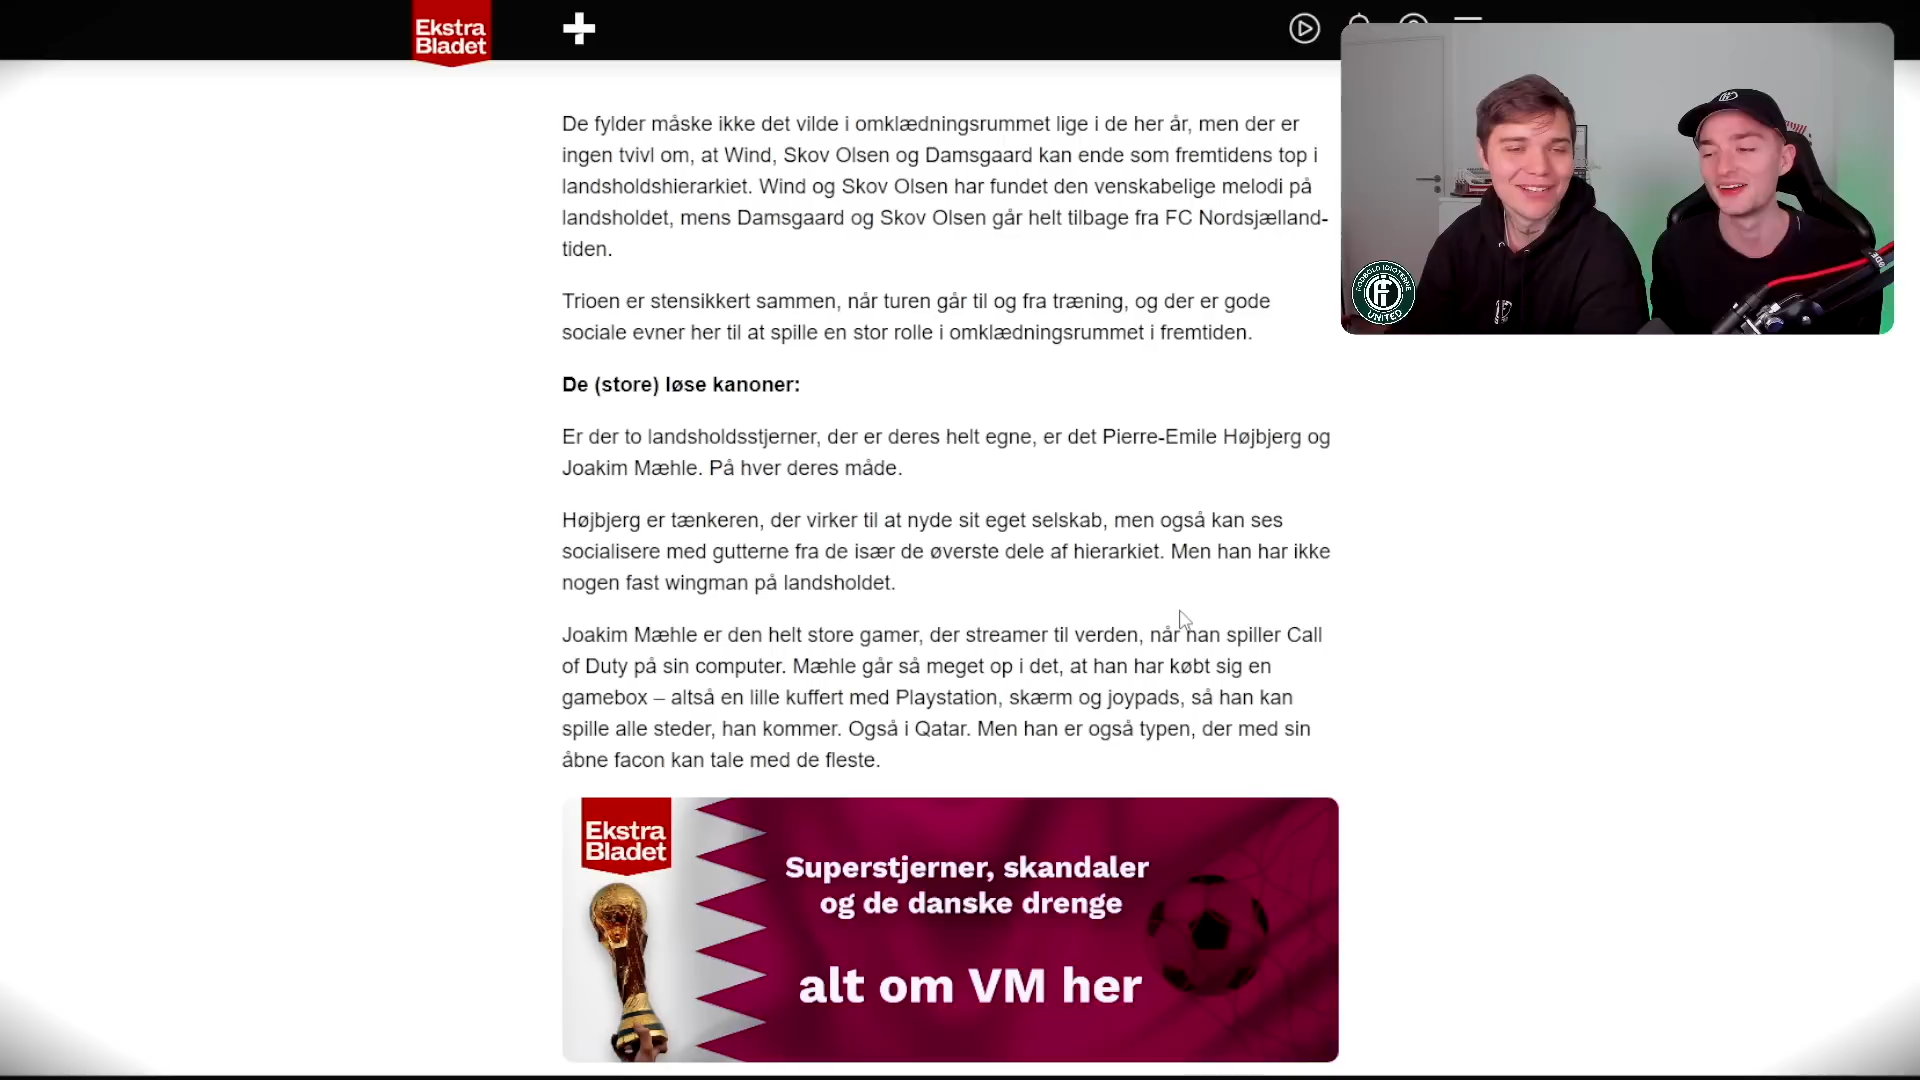 Ekstra
Bladet
De fylder måske ikke det vilde i omklædningsrummet lige i de her år, men der er
ingen tvivl om, at Wind, Skov Olsen og Damsgaard kan ende som fremtidens top i
landsholdshierarkiet. Wind og Skov Olsen har fundet den venskabelige melodi på
landsholdet, mens Damsgaard og Skov Olsen går helt tilbage fra FC Nordsjælland-
tiden.
Trioen er stensikkert sammen, når turen går til og fra træning, og der er gode
sociale evner her til at spille en stor rolle i omklædningsrummet i fremtiden.
De (store) løse kanoner:
Er der to landsholdsstjerner, der er deres helt egne, er det Pierre-Emile Højbjerg og
Joakim Mæhle. På hver deres måde.
Højbjerg er tænkeren, der virker til at nyde sit eget selskab, men også kan ses
socialisere med gutterne fra de især de øverste dele af hierarkiet. Men han har ikke
nogen fast wingman på landsholdet.
Joakim Mæhle er den helt store gamer, der streamer til verden, når han spiller Call
of Duty på sin computer. Mæhle går så meget op i det, at han har købt sig en
gamebox – altså en lille kuffert med Playstation, skærm og joypads, så han kan
spille alle steder, han kommer. Også i Qatar. Men han er også typen, der med sin
åbne facon kan tale med de fleste.
Ekstra
Bladet
Superstjerner, skandaler
og de danske drenge
alt om VM her
FODBOLD IDIOTERNE
UNITED